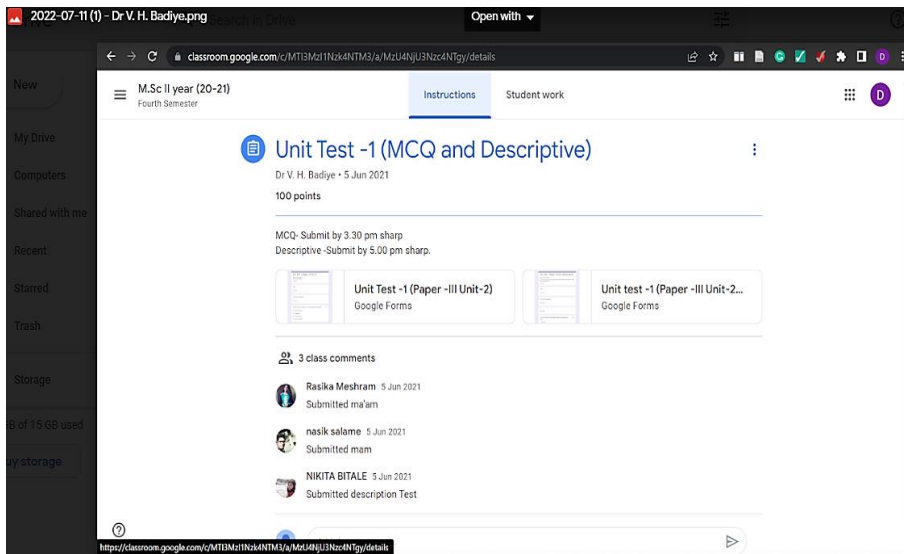 2022-07-11 (1) - Dr V. H. Badiye.png
Search in Drive
Open with
classroom.google.com/c/MTI3MzI1Nzk4NTM3/a/MzU4NjU3Nzc4NTgy/details
New
My Drive
Computers
Shared with me
Recent
Starred
Trash
Storage
GB of 15 GB used
uy storage
M.Sc II year (20-21)
Fourth Semester
Instructions
Student work
D
Unit Test -1 (MCQ and Descriptive)
Dr V. H. Badiye • 5 Jun 2021
100 points
MCQ- Submit by 3.30 pm sharp
Descriptive -Submit by 5.00 pm sharp.
Unit Test -1 (Paper -III Unit-2)
Google Forms
Unit test -1 (Paper -III Unit-2...
Google Forms
3 class comments
Rasika Meshram 5 Jun 2021
Submitted ma'am
nasik salame 5 Jun 2021
Submitted mam
NIKITA BITALE 5 Jun 2021
Submitted description Test
https://classroom.google.com/c/MTI3MzI1Nzk4NTM3/a/MzU4NjU3Nzc4NTgy/details